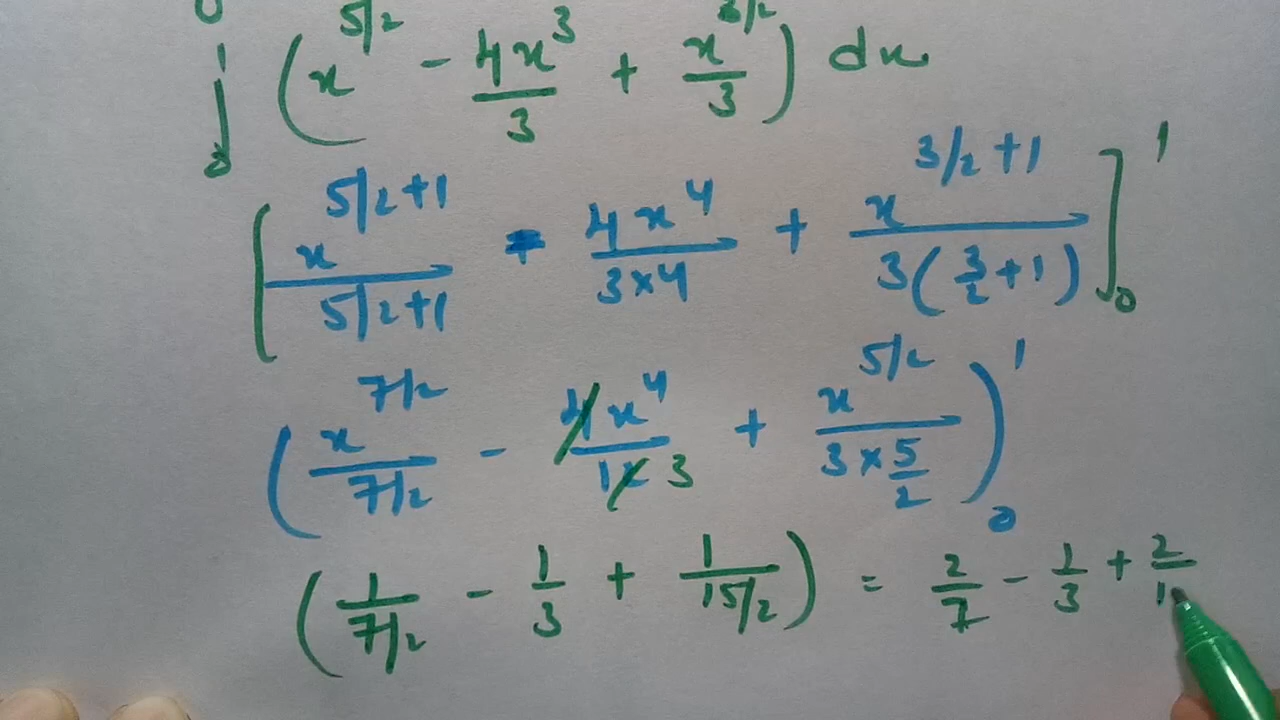 ∫₀¹ (x^{5/2} - 4x³/3 + x^{3/2}/3) dx
[x^{5/2+1}/(5/2+1) - 4x⁴/(3×4) + x^{3/2+1}/(3(3/2+1))]₀¹
(x^{7/2}/(7/2) - 4x⁴/12 3 + x^{5/2}/(3×5/2))₀¹
(1/(7/2) - 1/3 + 1/(15/2)) = 2/7 - 1/3 + 2/1